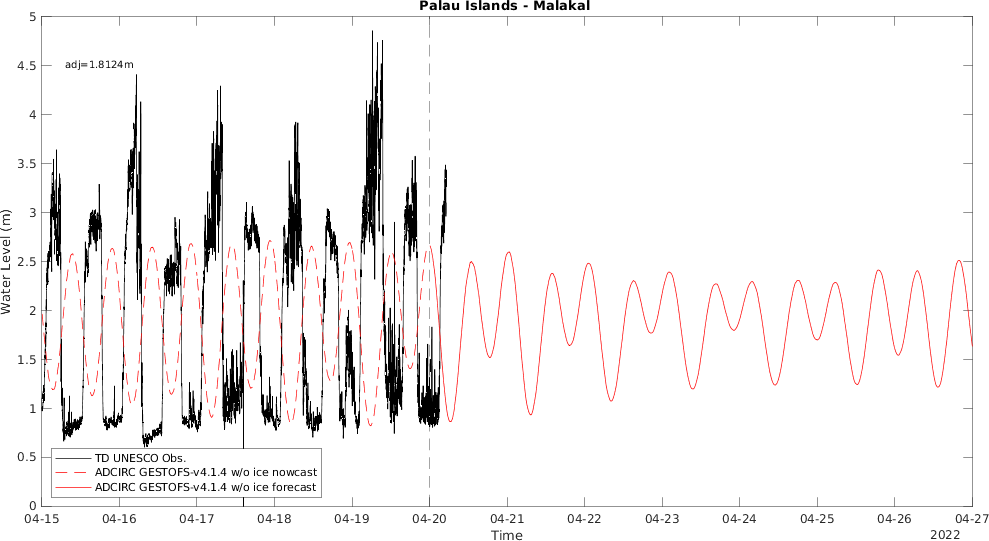 Palau Islands - Malakal
5
4.5
adj=1.8124m
4
3.5
3
2.5
2
1.5
1
0.5
0
Water Level (m)
TD UNESCO Obs.
ADCIRC GESTOFS-v4.1.4 w/o ice nowcast
ADCIRC GESTOFS-v4.1.4 w/o ice forecast
04-15 04-16 04-17 04-18 04-19 04-20 04-21 04-22 04-23 04-24 04-25 04-26 04-27
Time
2022